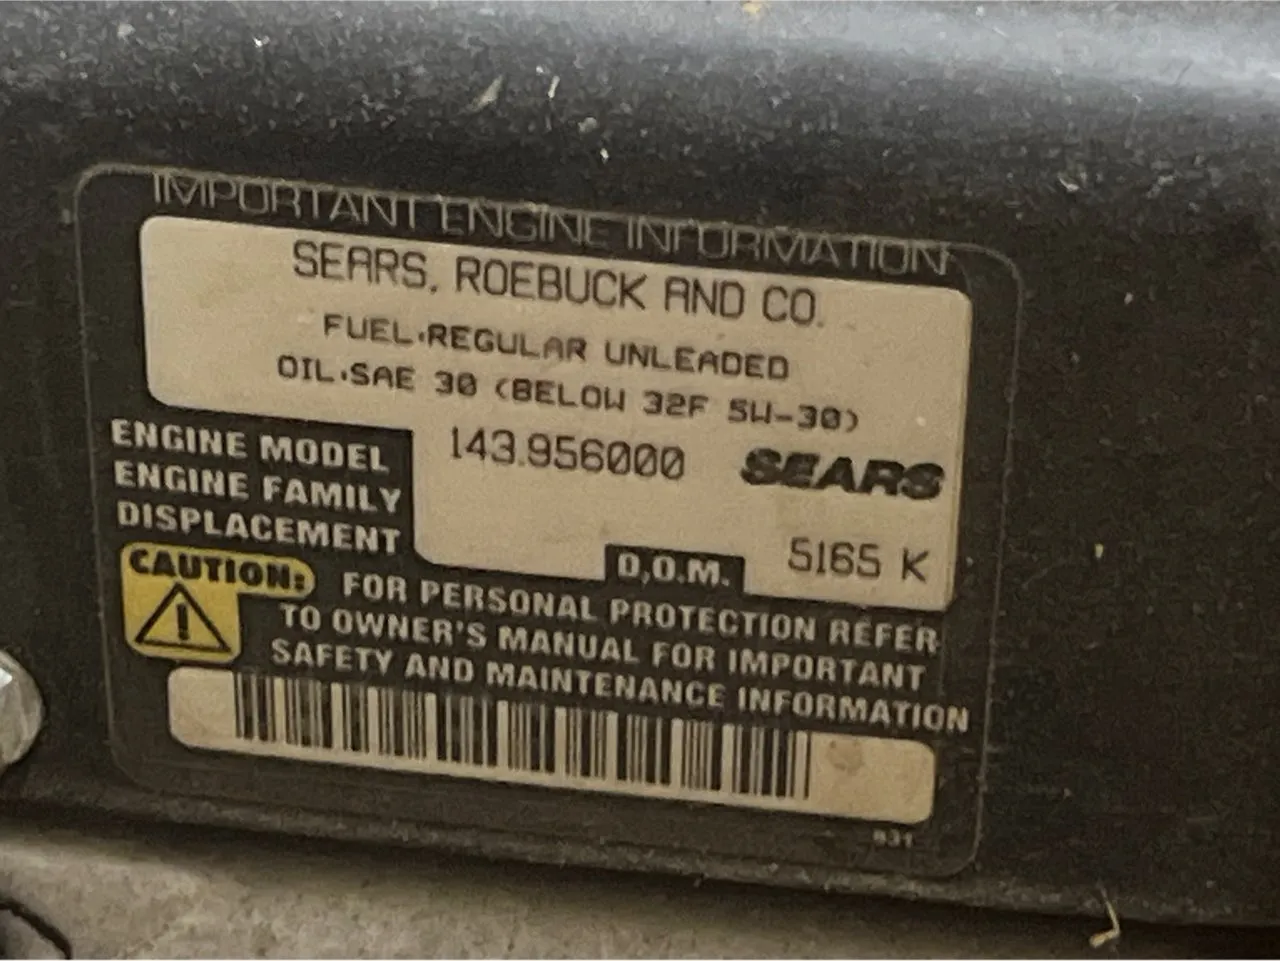 IMPORTANT ENGINE INFORMATION
SEARS, ROEBUCK AND CO.
FUEL•REGULAR UNLEADED
OIL•SAE 30 (BELOW 32F 5W-30)
ENGINE MODEL 143.956000 SEARS
ENGINE FAMILY
DISPLACEMENT D.O.M. 5165 K
CAUTION: FOR PERSONAL PROTECTION REFER
TO OWNER'S MANUAL FOR IMPORTANT
SAFETY AND MAINTENANCE INFORMATION